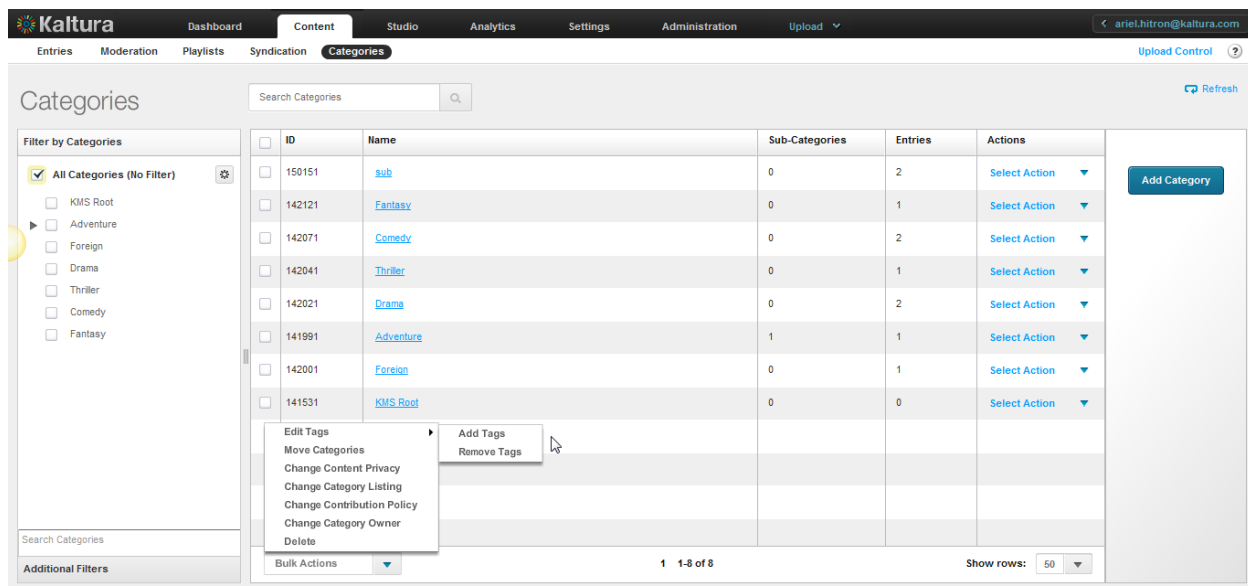 Kaltura Dashboard Content Studio Analytics Settings Administration Upload ariel.hitron@kaltura.com
Entries Moderation Playlists Syndication Categories Upload Control ?
Categories Search Categories Refresh
Filter by Categories ID Name Sub-Categories Entries Actions
All Categories (No Filter) 150151 sub 0 2 Select Action Add Category
KMS Root 142121 Fantasy 0 1 Select Action
Adventure
Foreign 142071 Comedy 0 2 Select Action
Drama 142041 Thriller 0 1 Select Action
Thriller 142021 Drama 0 2 Select Action
Comedy
Fantasy 141991 Adventure 1 1 Select Action
142001 Foreign 0 1 Select Action
141531 KMS Root 0 0 Select Action
Edit Tags Add Tags
Move Categories Remove Tags
Change Content Privacy
Change Category Listing
Change Contribution Policy
Change Category Owner
Search Categories Delete
Additional Filters Bulk Actions 1 1-8 of 8 Show rows: 50